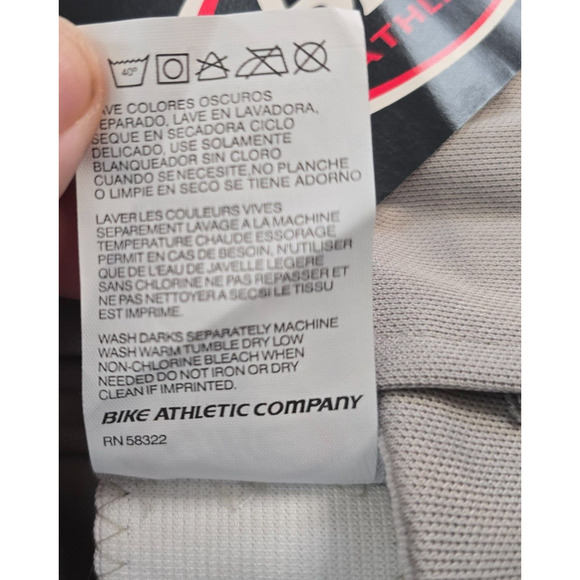 40°
COLORES OSCUROS
SEPARADO, LAVE EN LAVADORA,
SEQUE EN SECADORA CICLO
DELICADO, USE SOLAMENTE
BLANQUEADOR SIN CLORO
CUANDO SE NECESITE,NO PLANCHE
O LIMPIE EN SECO SE TIENE ADORNO
LAVER LES COULEURS VIVES
SEPAREMENT LAVAGE A LA MACHINE
TEMPERATURE CHAUDE ESSORAGE
PERMIT EN CAS DE BESOIN, N'UTILISER
QUE DE L'EAU DE JAVELLE LEGERE
SANS CHLORINE NE PAS REPASSER ET
NE PAS NETTOYER A SEC SI LE TISSU
EST IMPRIME.
WASH DARKS SEPARATELY MACHINE
WASH WARM TUMBLE DRY LOW
NON-CHLORINE BLEACH WHEN
NEEDED DO NOT IRON OR DRY
CLEAN IF IMPRINTED.
BIKE ATHLETIC COMPANY
RN 58322